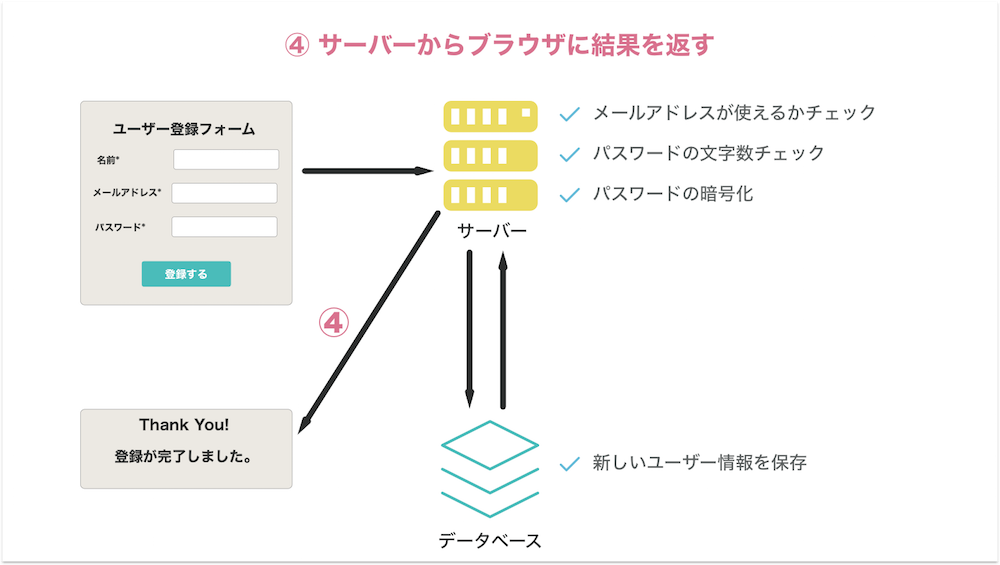 ④ サーバーからブラウザに結果を返す
ユーザー登録フォーム
名前*
メールアドレス*
パスワード*
登録する
サーバー
メールアドレスが使えるかチェック
パスワードの文字数チェック
パスワードの暗号化
④
Thank You!
登録が完了しました。
新しいユーザー情報を保存
データベース